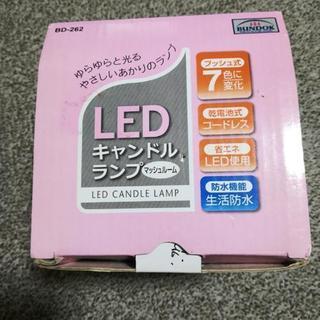 BD-262
BUNDOK
ゆらゆらと光る
やさしいあかりのランプ
プッシュ式
7色に変化
LED
キャンドル
ランプ マッシュルーム
LED CANDLE LAMP
乾電池式
コードレス
省エネ
LED使用
防水機能
生活防水